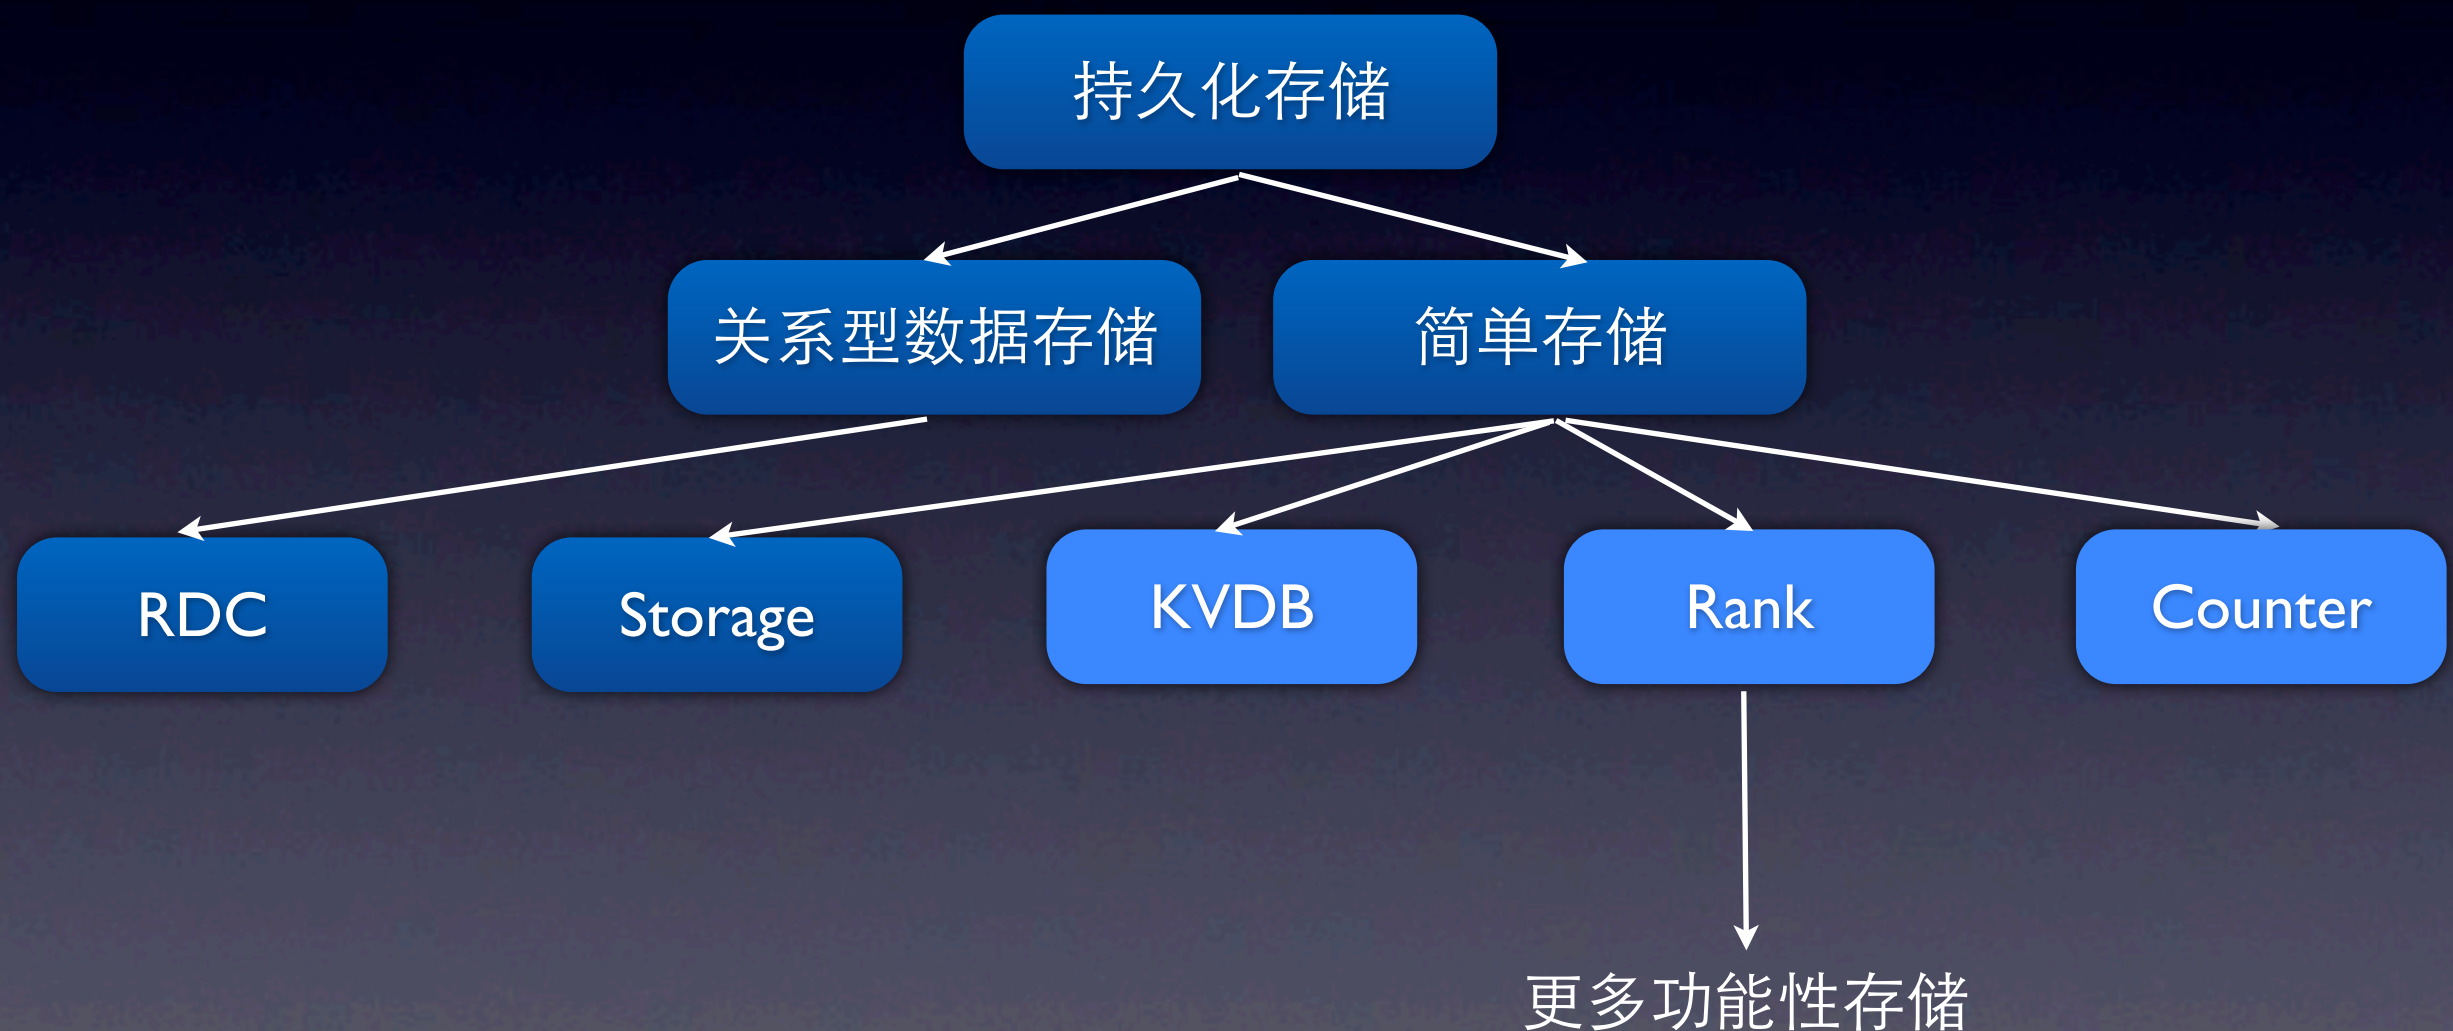 持久化存储
关系型数据存储
简单存储
RDC
Storage
KVDB
Rank
Counter
更多功能性存储